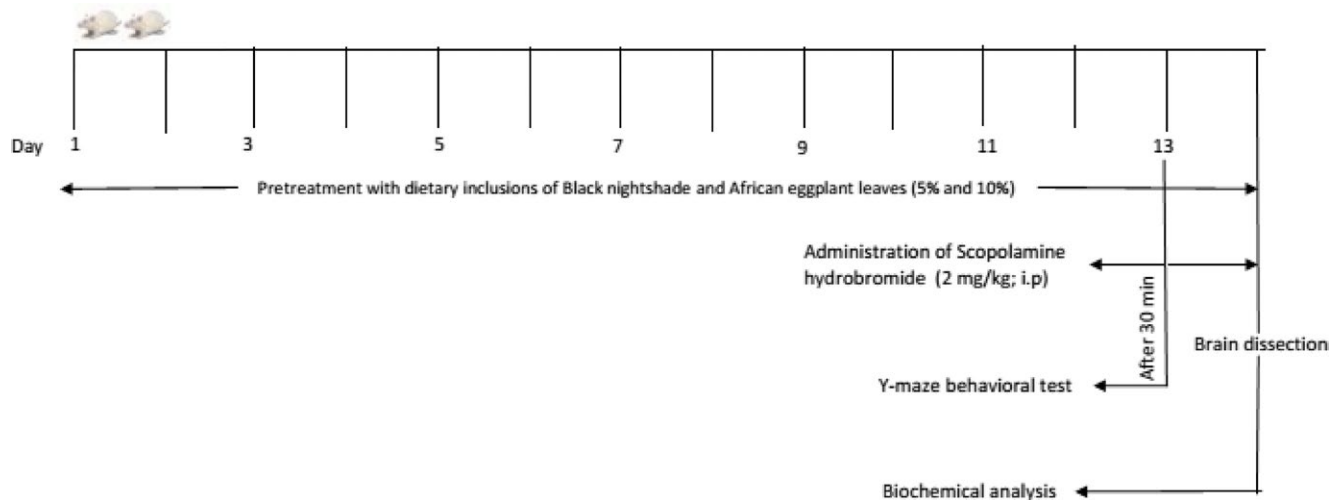 Day 1 3 5 7 9 11 13
Pretreatment with dietary inclusions of Black nightshade and African eggplant leaves (5% and 10%)
Administration of Scopolamine
hydrobromide (2 mg/kg; i.p)
After 30 min
Brain dissection
Y-maze behavioral test
Biochemical analysis